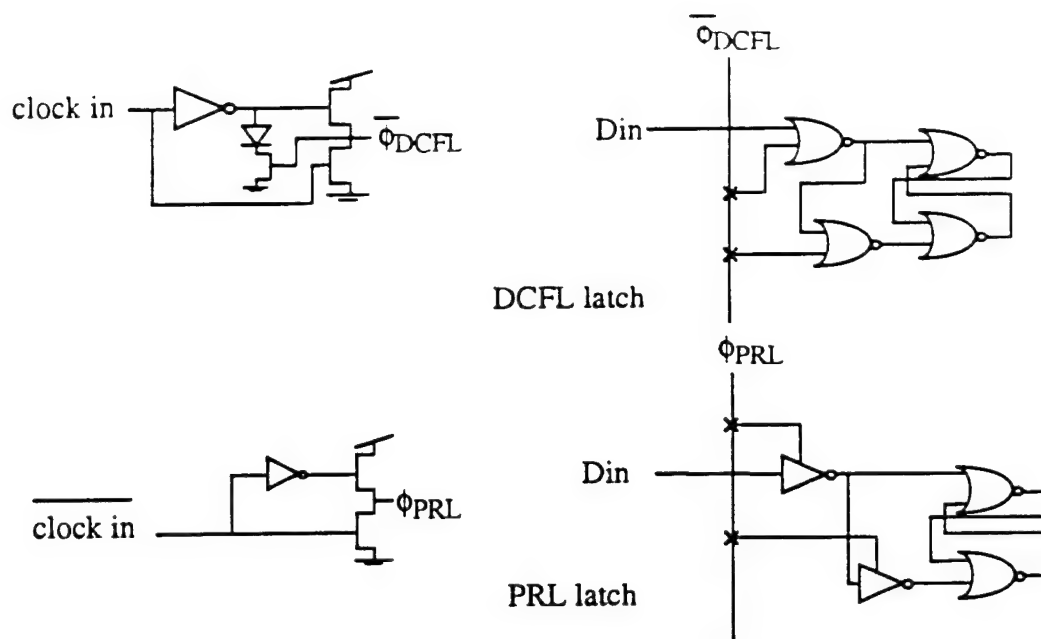 clock in
φ̅DCFL
φ̅DCFL
Din
DCFL latch
φPRL
clock in
φPRL
Din
PRL latch